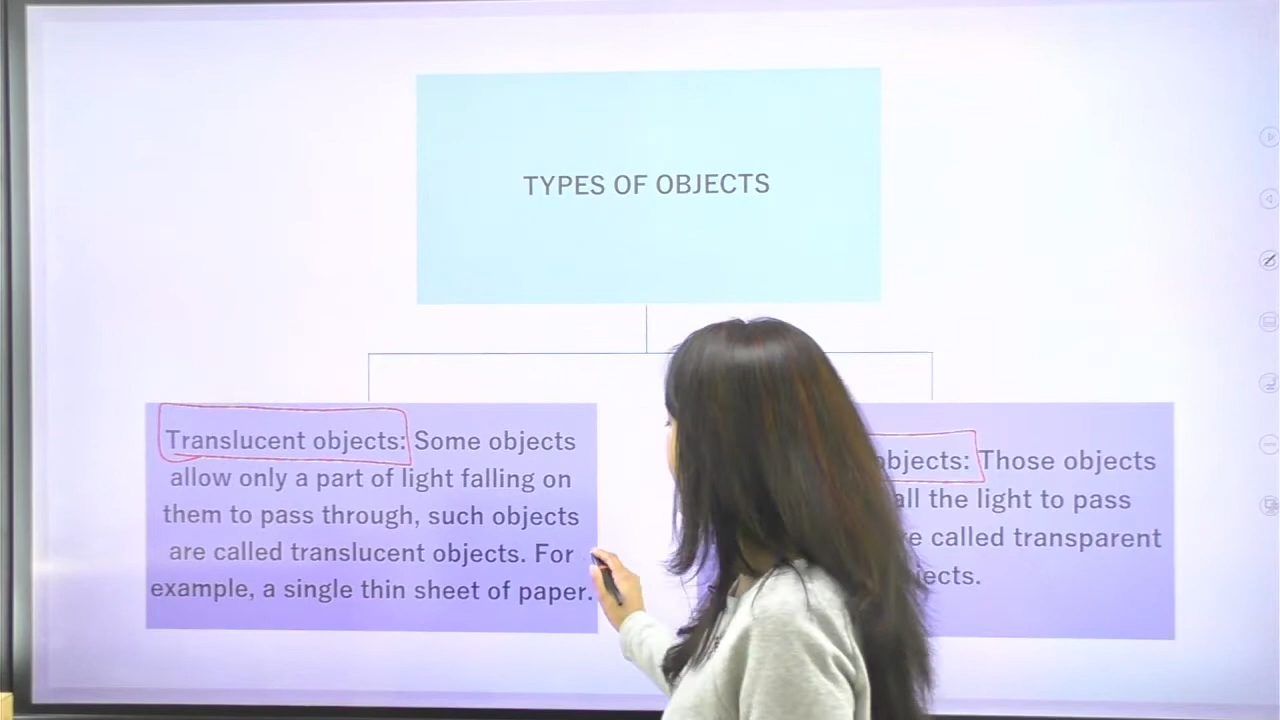 TYPES OF OBJECTS
Translucent objects: Some objects
allow only a part of light falling on
them to pass through, such objects
are called translucent objects. For
example, a single thin sheet of paper.
objects: Those objects
all the light to pass
called transparent